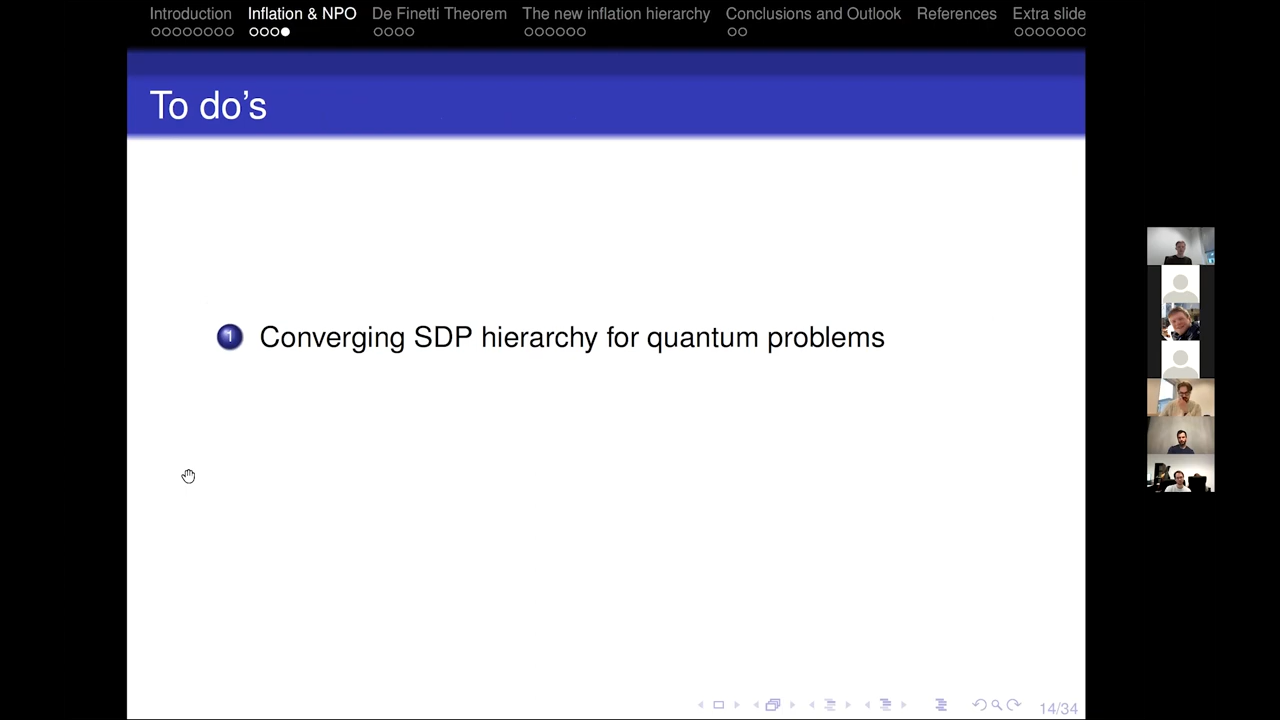 Introduction Inflation & NPO De Finetti Theorem The new inflation hierarchy Conclusions and Outlook References Extra slide
To do's
1 Converging SDP hierarchy for quantum problems
14/34